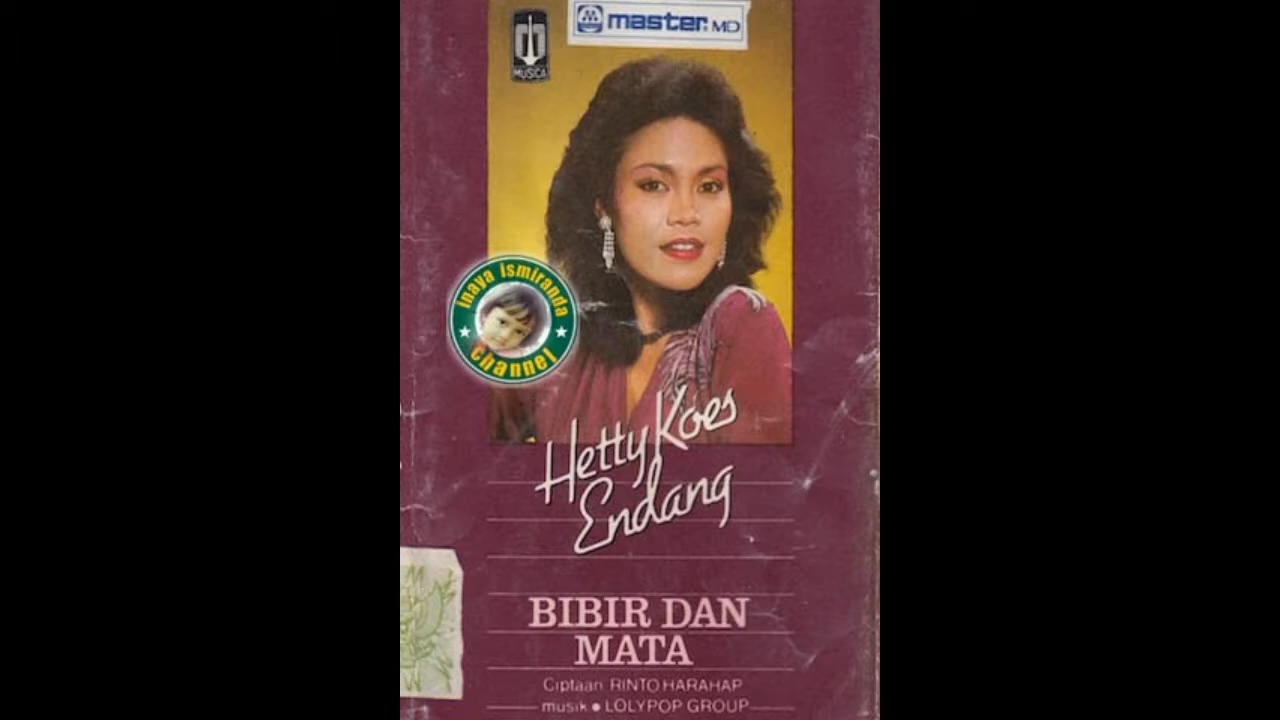 master.MD
MUSICA
inaya ismiranda
channel
Hetty Koes
Endang
BIBIR DAN
MATA
Ciptaan RINTO HARAHAP
musik ● LOLYPOP GROUP